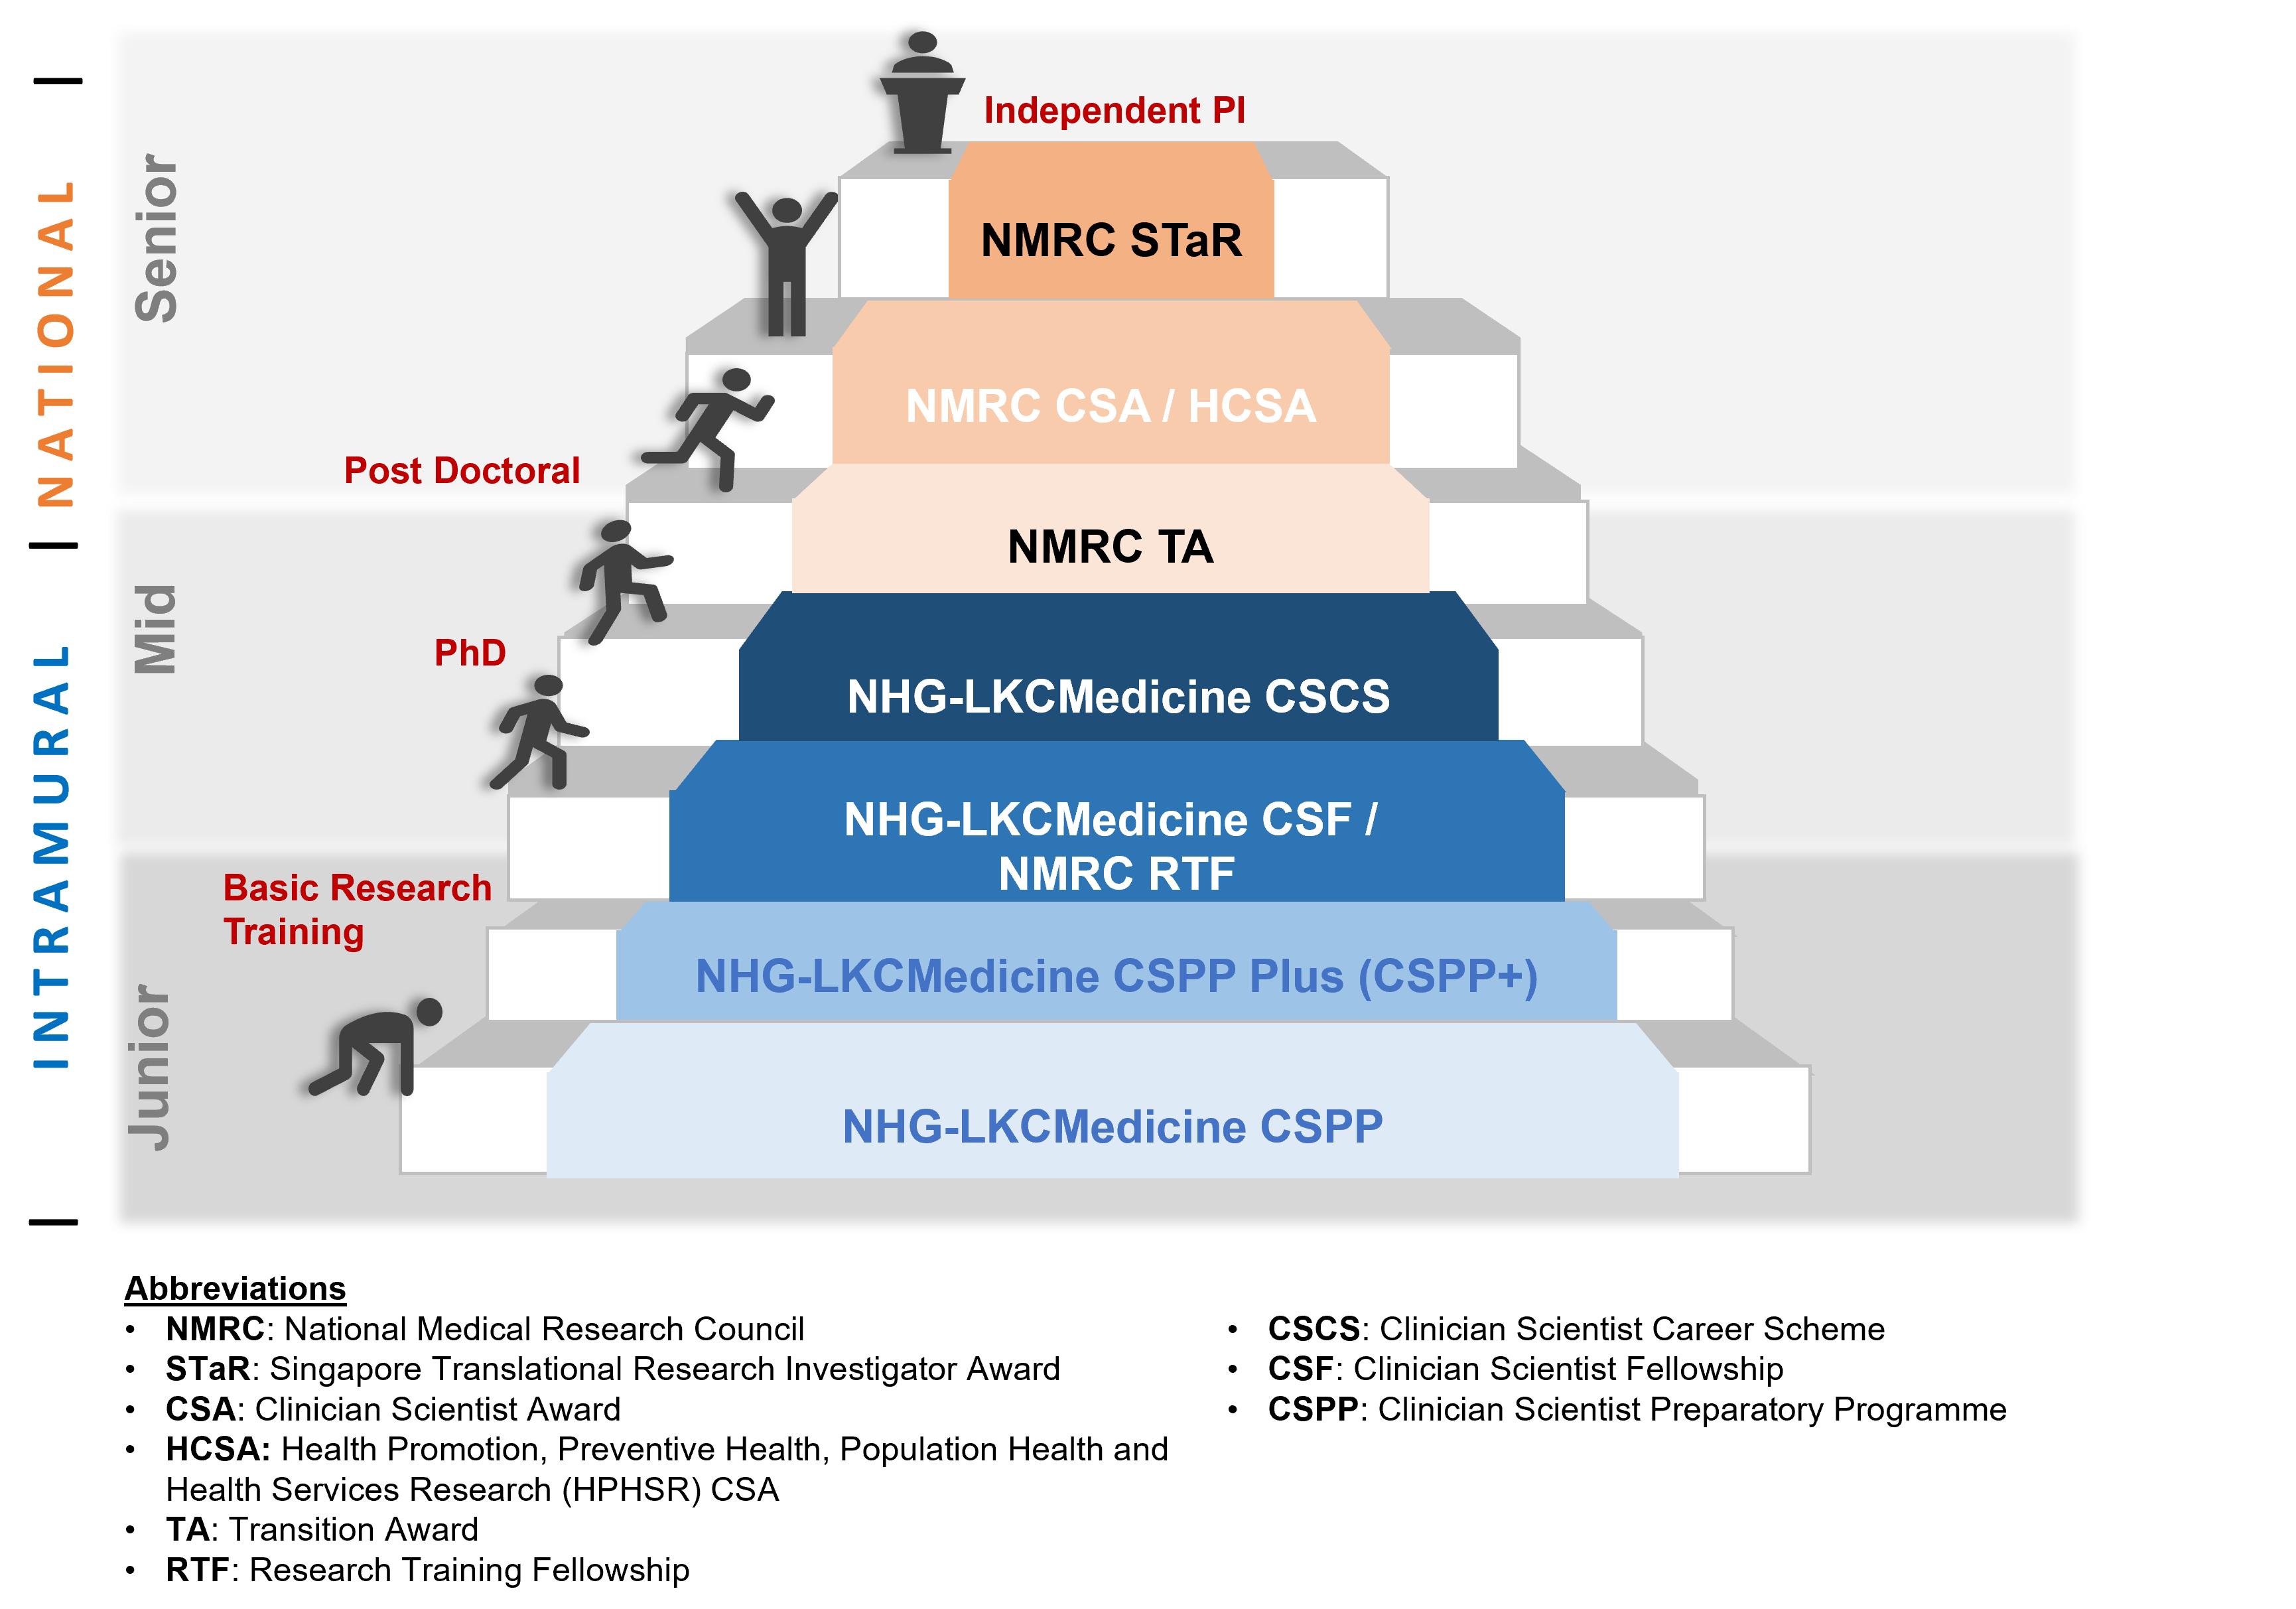 NATIONAL
INTRAMURAL
Senior
Mid
Junior
Independent PI
NMRC STaR
NMRC CSA / HCSA
Post Doctoral
NMRC TA
PhD
NHG-LKCMedicine CSCS
NHG-LKCMedicine CSF /
NMRC RTF
Basic Research
Training
NHG-LKCMedicine CSPP Plus (CSPP+)
NHG-LKCMedicine CSPP
Abbreviations
• NMRC: National Medical Research Council
• STaR: Singapore Translational Research Investigator Award
• CSA: Clinician Scientist Award
• HCSA: Health Promotion, Preventive Health, Population Health and
Health Services Research (HPHSR) CSA
• TA: Transition Award
• RTF: Research Training Fellowship
• CSCS: Clinician Scientist Career Scheme
• CSF: Clinician Scientist Fellowship
• CSPP: Clinician Scientist Preparatory Programme